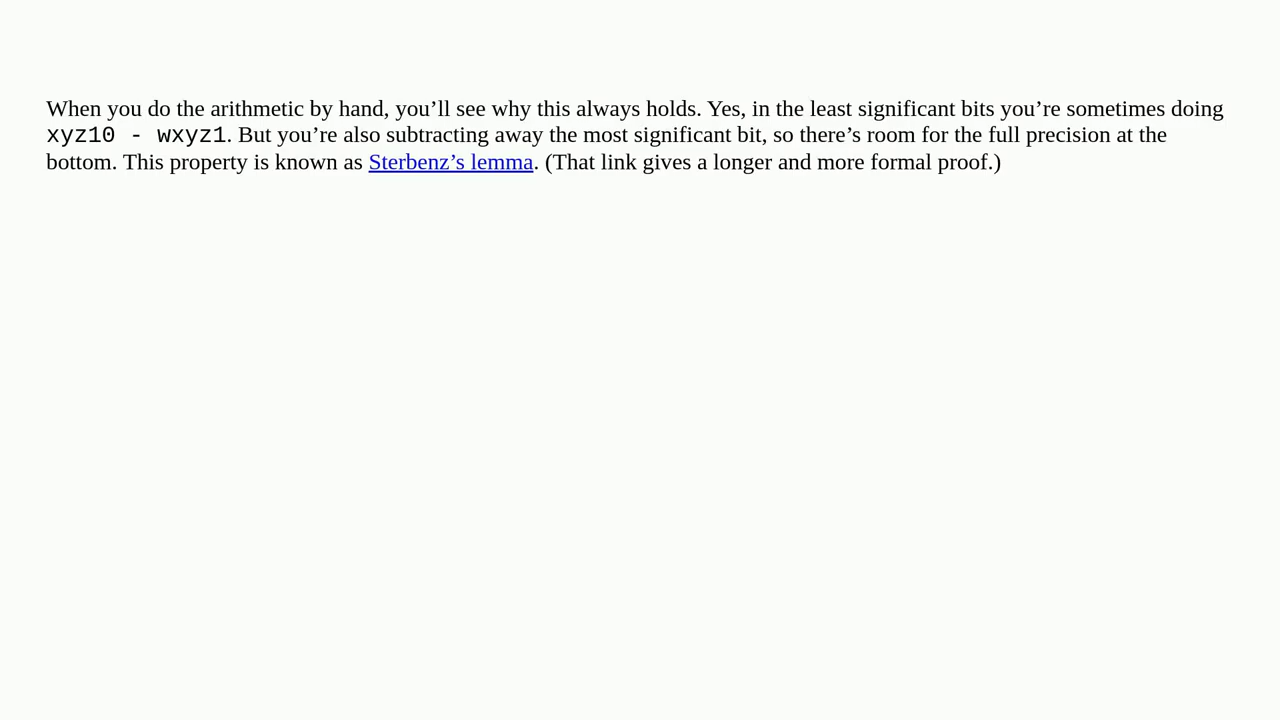 When you do the arithmetic by hand, you’ll see why this always holds. Yes, in the least significant bits you’re sometimes doing
xyz10 - wxyz1. But you’re also subtracting away the most significant bit, so there’s room for the full precision at the
bottom. This property is known as Sterbenz’s lemma. (That link gives a longer and more formal proof.)